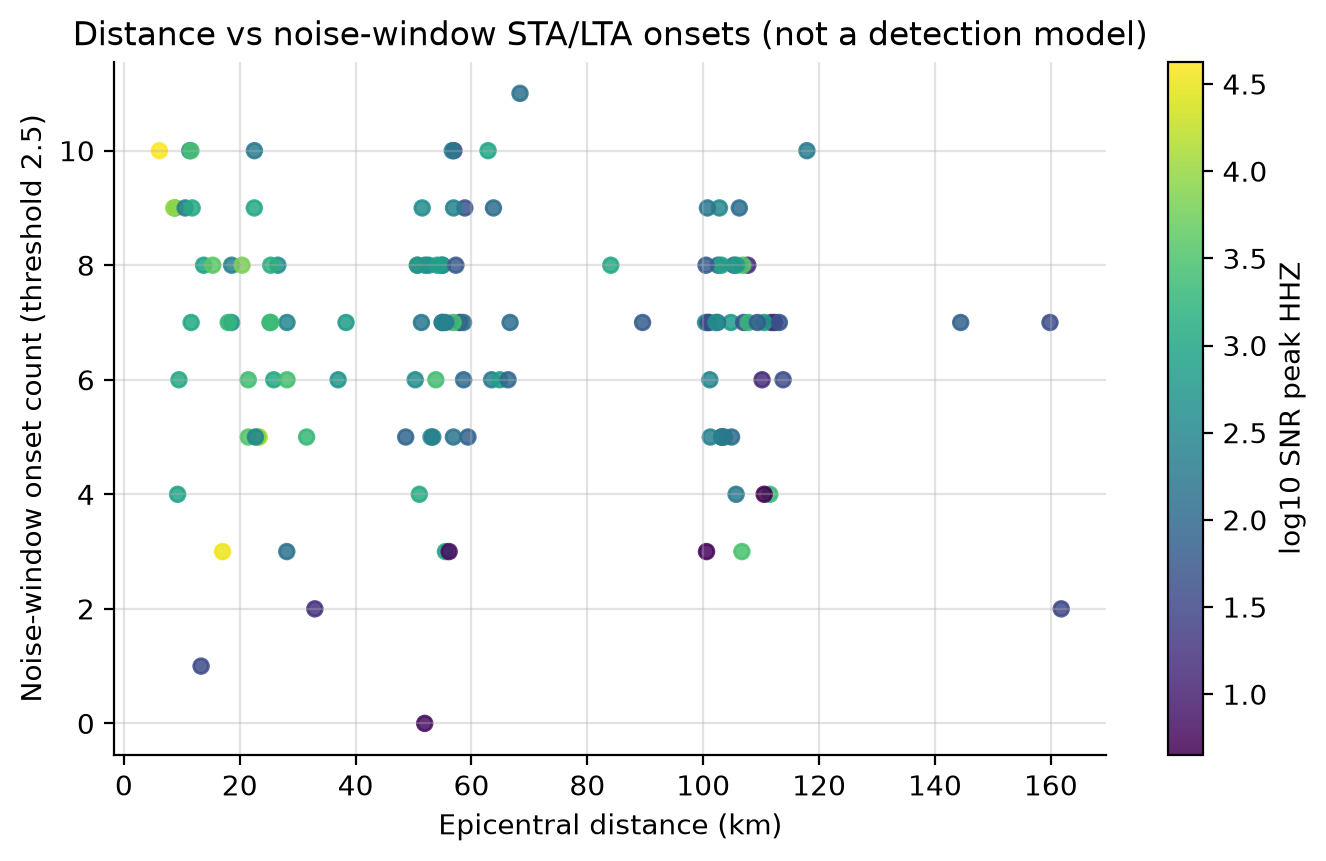 Distance vs noise-window STA/LTA onsets (not a detection model)
Noise-window onset count (threshold 2.5)
10
8
6
4
2
0
0 20 40 60 80 100 120 140 160
Epicentral distance (km)
4.5
4.0
3.5
3.0
2.5
2.0
1.5
1.0
log10 SNR peak HHZ